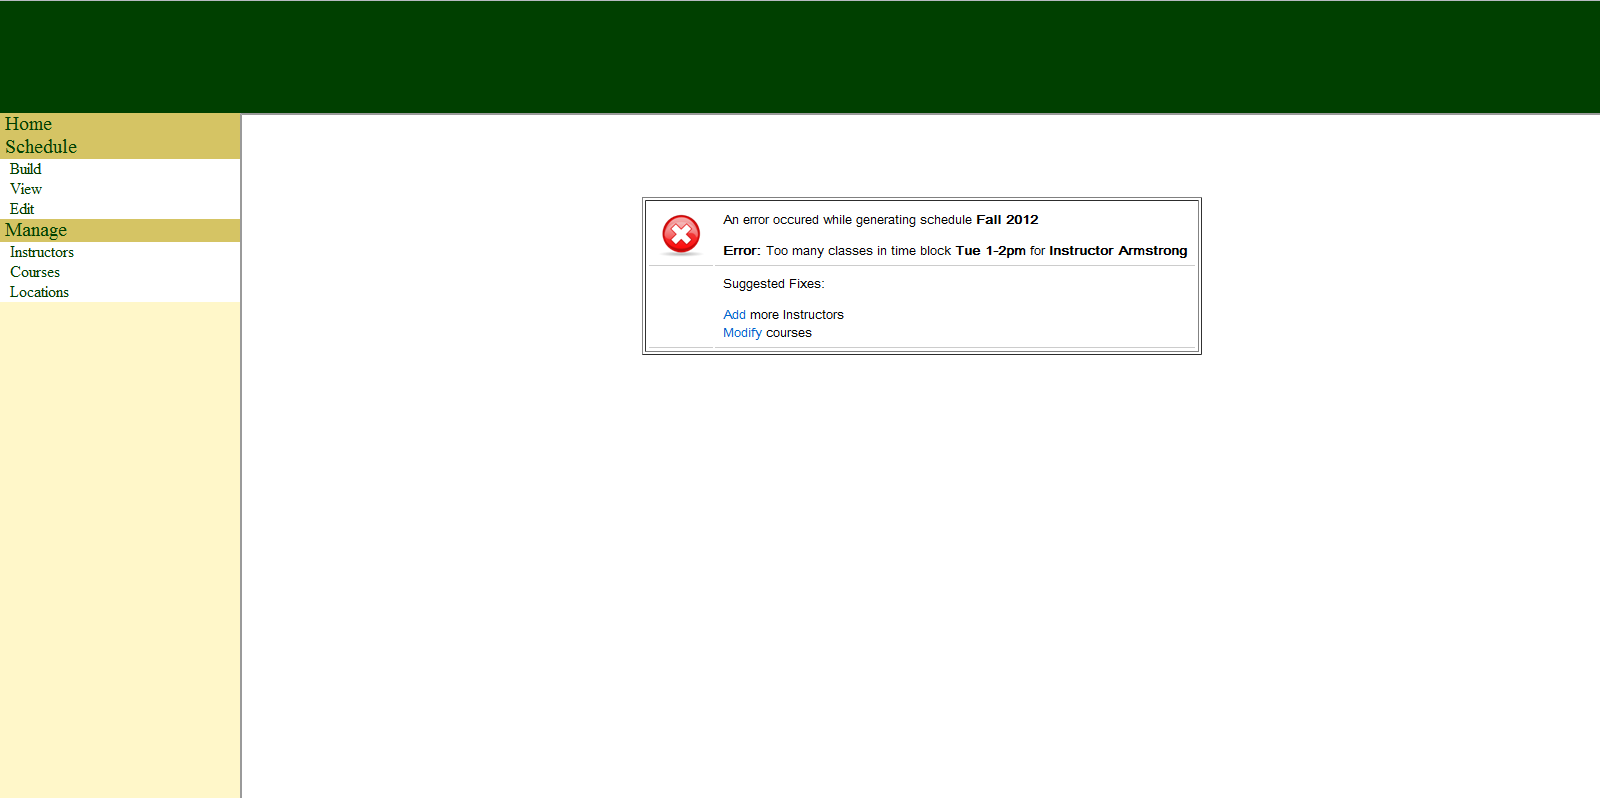 Home
Schedule
Build
View
Edit
Manage
Instructors
Courses
Locations
An error occured while generating schedule Fall 2012
Error: Too many classes in time block Tue 1-2pm for Instructor Armstrong
Suggested Fixes:
Add more Instructors
Modify courses